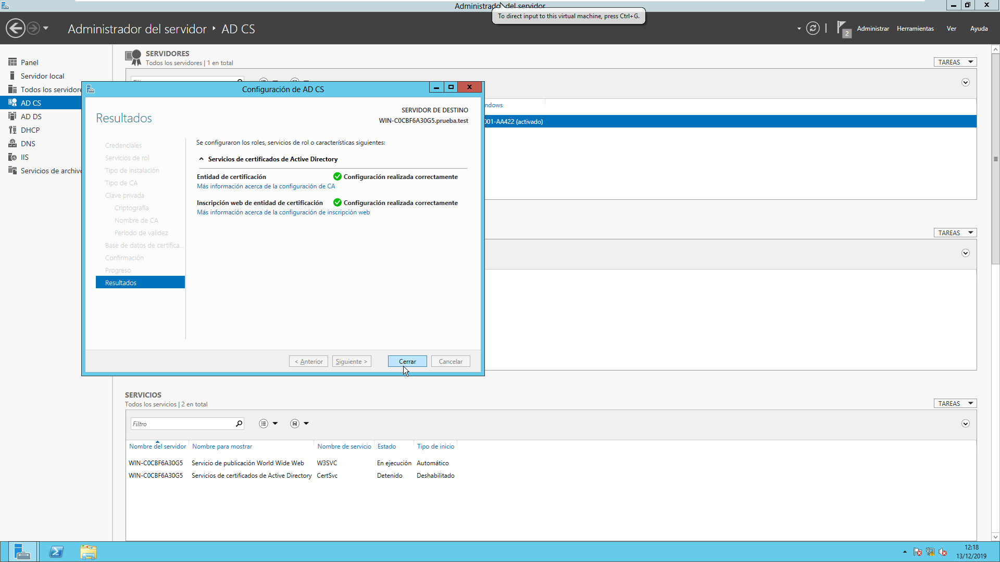 Administrador del servidor
To direct input to this virtual machine, press Ctrl+G.
Administrador del servidor ‣ AD CS
2
Administrar
Herramientas
Ver
Ayuda
Panel
Servidor local
Todos los servidore
AD CS
AD DS
DHCP
DNS
IIS
Servicios de archivo
SERVIDORES
Todos los servidores | 1 en total
TAREAS
ndows
001-AA422 (activado)
Configuración de AD CS
Resultados
SERVIDOR DE DESTINO
WIN-C0CBF6A30G5.prueba.test
Credenciales
Servicios de rol
Tipo de instalación
Tipo de CA
Clave privada
Criptografía
Nombre de CA
Período de validez
Base de datos de certifica...
Confirmación
Progreso
Resultados
Se configuraron los roles, servicios de rol o características siguientes:
Servicios de certificados de Active Directory
Entidad de certificación
Configuración realizada correctamente
Más información acerca de la configuración de CA
Inscripción web de entidad de certificación
Configuración realizada correctamente
Más información acerca de la configuración de inscripción web
< Anterior
Siguiente >
Cerrar
Cancelar
TAREAS
SERVICIOS
Todos los servicios | 2 en total
TAREAS
Filtro
Nombre del servidor Nombre para mostrar Nombre de servicio Estado Tipo de inicio
WIN-C0CBF6A30G5 Servicio de publicación World Wide Web W3SVC En ejecución Automático
WIN-C0CBF6A30G5 Servicios de certificados de Active Directory CertSvc Detenido Deshabilitado
12:18
13/12/2019